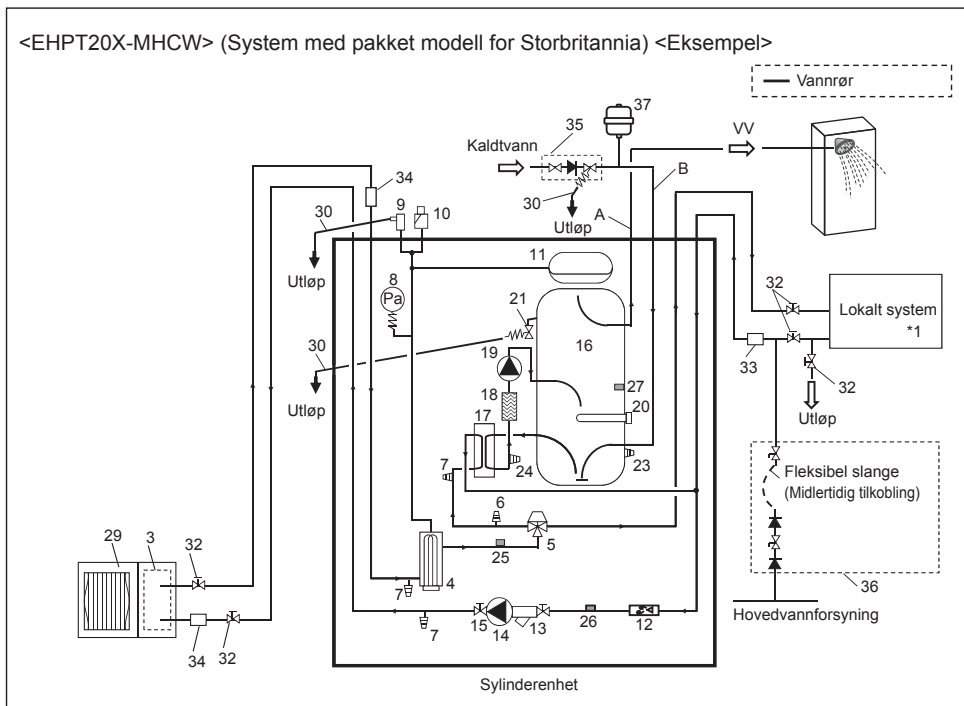 <EHPT20X-MHCW> (System med pakket modell for Storbritannia) <Eksempel>
Vannrør
37
35
VV
Kaldtvann
B
34
30
9
10
30
A
Utløp
Utløp
11
8
Pa
21
32
Lokalt system
*1
16
19
33
32
30
27
Utløp
18
20
Utløp
17
24
23
7
Fleksibel slange
(Midlertidig tilkobling)
6
5
29
3
32
25
4
7
36
Hovedvannforsyning
34
32
7
15
14
13
26
12
Sylinderenhet